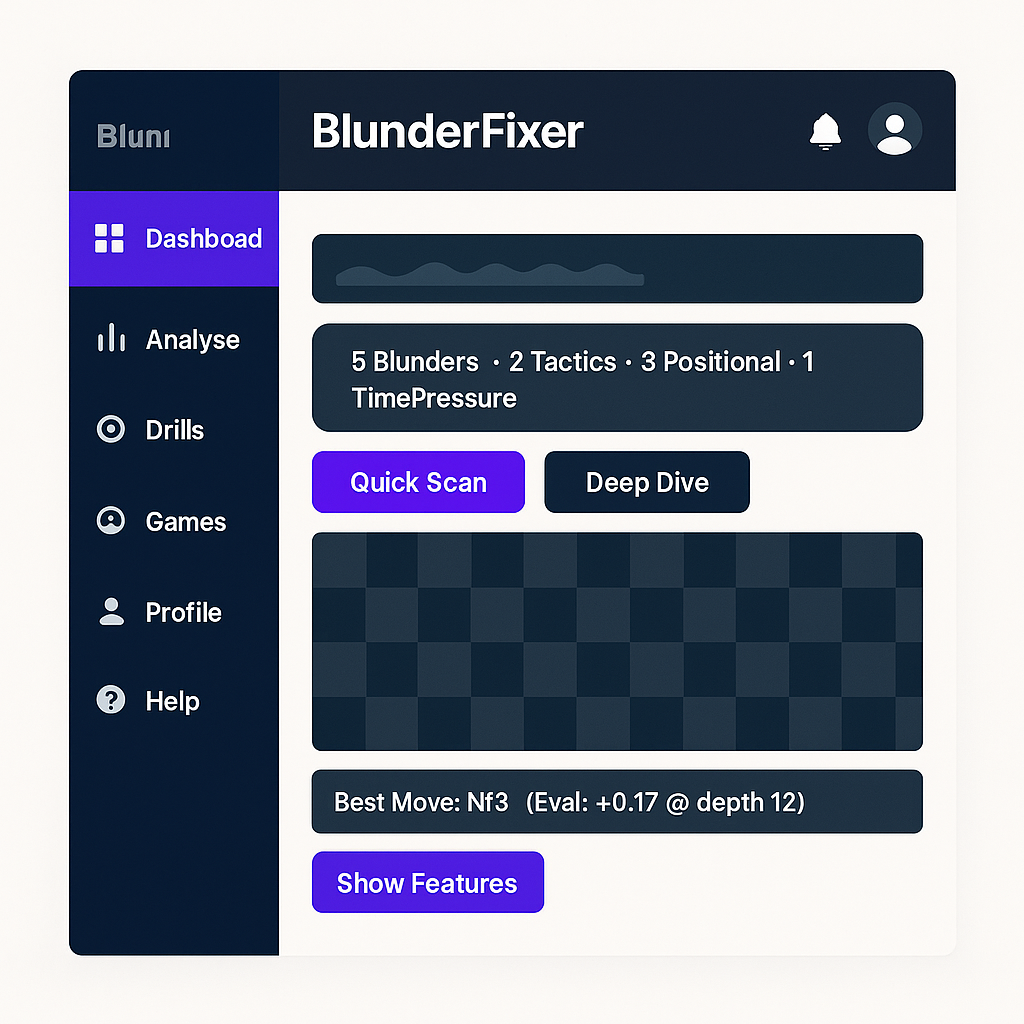 Bluni
BlunderFixer
Dashboad
Analyse
Drills
Games
Profile
Help
5 Blunders · 2 Tactics · 3 Positional · 1
TimePressure
Quick Scan
Deep Dive
Best Move: Nf3 (Eval: +0.17 @ depth 12)
Show Features